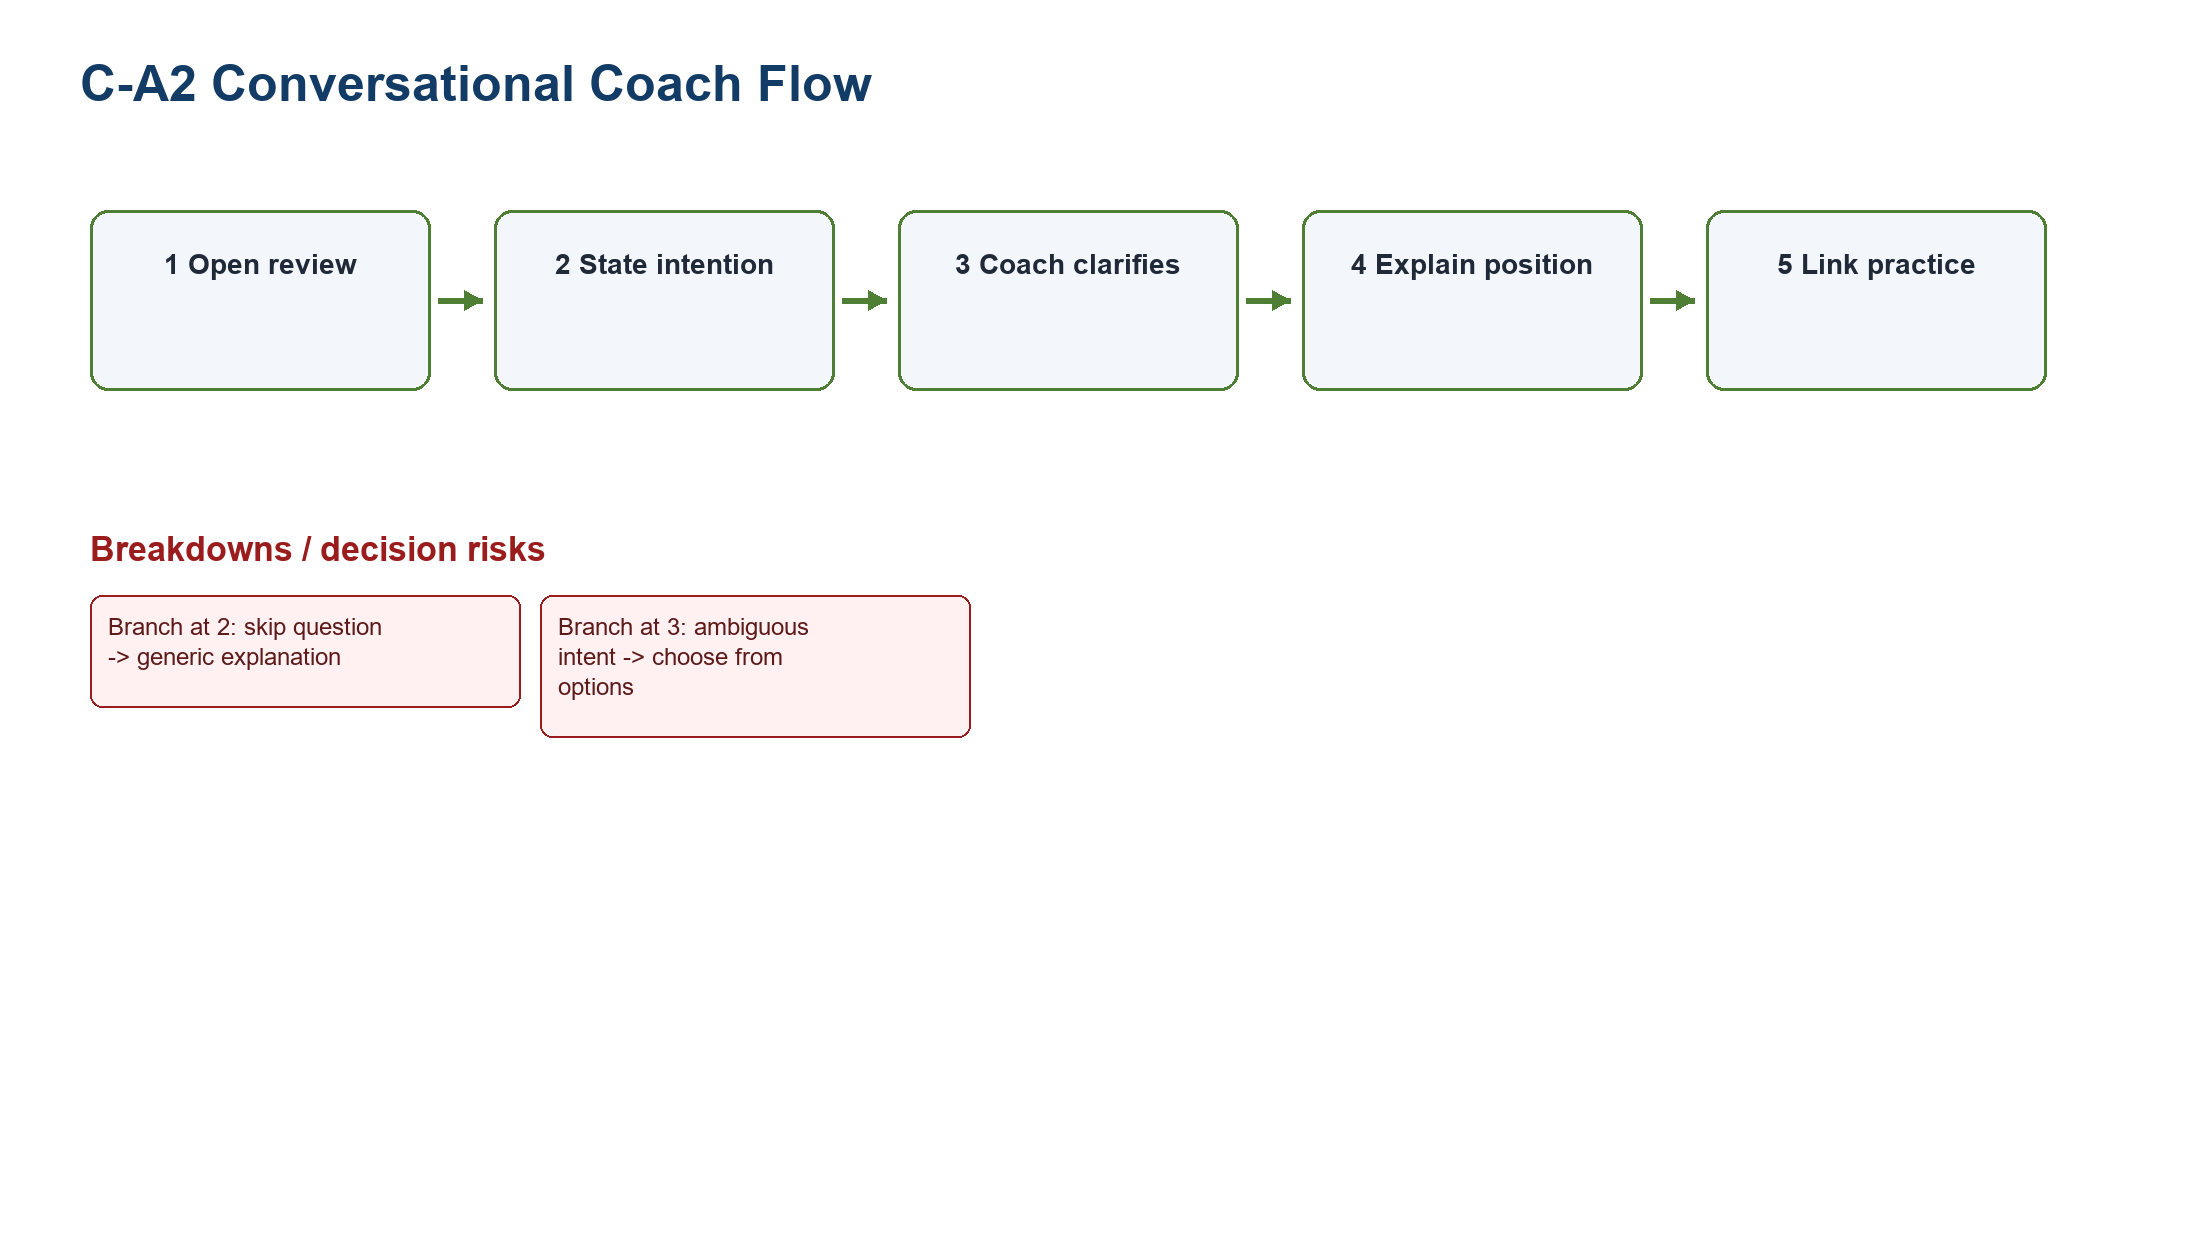 C-A2 Conversational Coach Flow
1 Open review
2 State intention
3 Coach clarifies
4 Explain position
5 Link practice
Breakdowns / decision risks
Branch at 2: skip question
-> generic explanation
Branch at 3: ambiguous
intent -> choose from
options